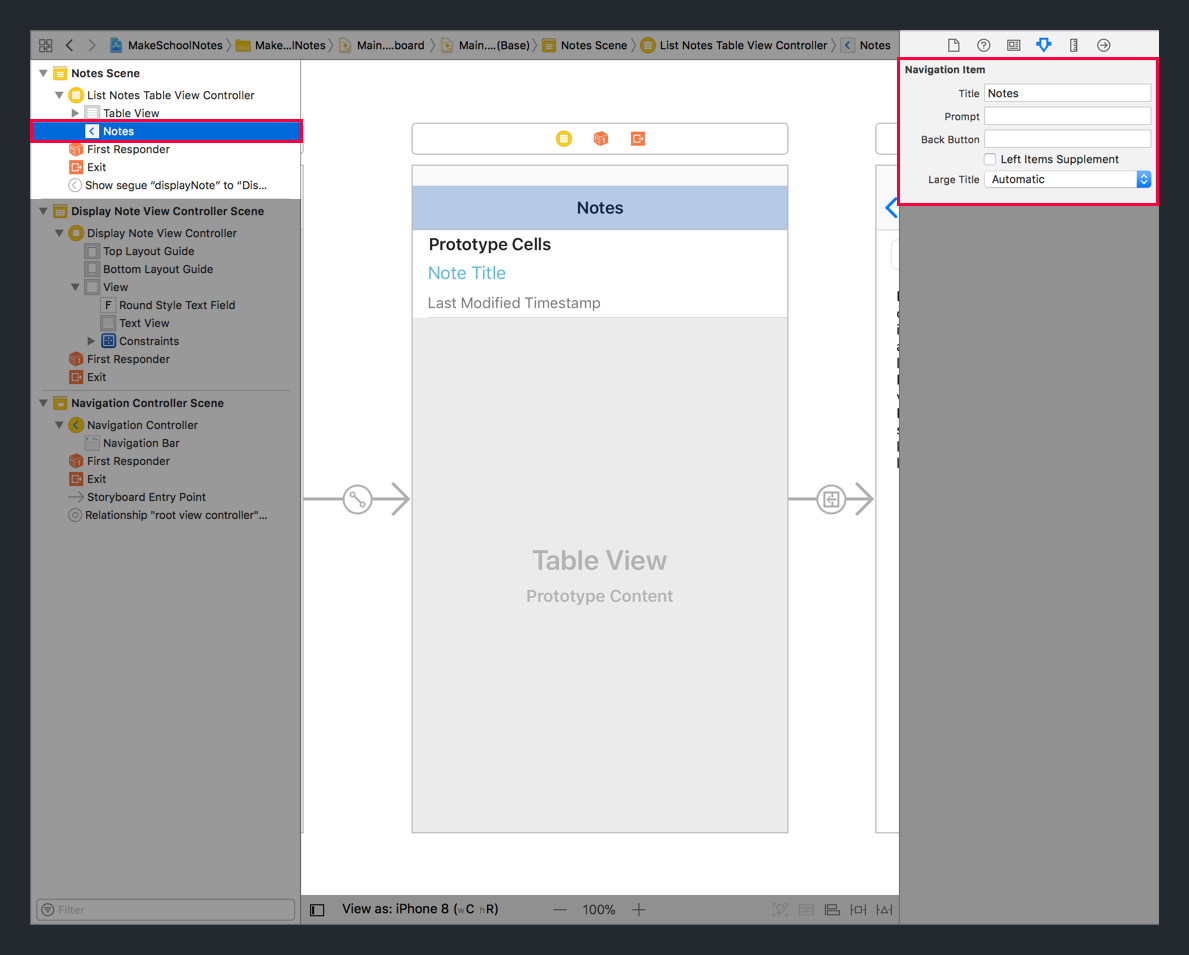 MakeSchoolNotes
Make...lNotes
Main....board
Main....(Base)
Notes Scene
List Notes Table View Controller
Notes
Notes Scene
List Notes Table View Controller
Table View
Notes
First Responder
Exit
Show segue “displayNote” to “Dis...
Display Note View Controller Scene
Display Note View Controller
Top Layout Guide
Bottom Layout Guide
View
F Round Style Text Field
Text View
Constraints
First Responder
Exit
Navigation Controller Scene
Navigation Controller
Navigation Bar
First Responder
Exit
Storyboard Entry Point
Relationship "root view controller"...
Filter
Notes
Prototype Cells
Note Title
Last Modified Timestamp
Table View
Prototype Content
View as: iPhone 8 (wC hR)
100%
Navigation Item
Title Notes
Prompt
Back Button
Left Items Supplement
Large Title Automatic